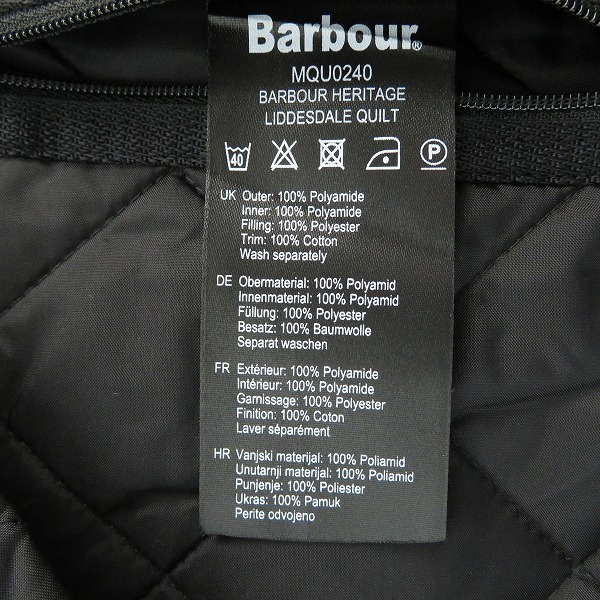 Barbour®
MQU0240
BARBOUR HERITAGE
LIDDESDALE QUILT
40 P
UK Outer: 100% Polyamide
Inner: 100% Polyamide
Filling: 100% Polyester
Trim: 100% Cotton
Wash separately
DE Obermaterial: 100% Polyamid
Innenmaterial: 100% Polyamid
Füllung: 100% Polyester
Besatz: 100% Baumwolle
Separat waschen
FR Extérieur: 100% Polyamide
Intérieur: 100% Polyamide
Garnissage: 100% Polyester
Finition: 100% Coton
Laver séparément
HR Vanjski materijal: 100% Poliamid
Unutarnji materijal: 100% Poliamid
Punjenje: 100% Poliester
Ukras: 100% Pamuk
Perite odvojeno